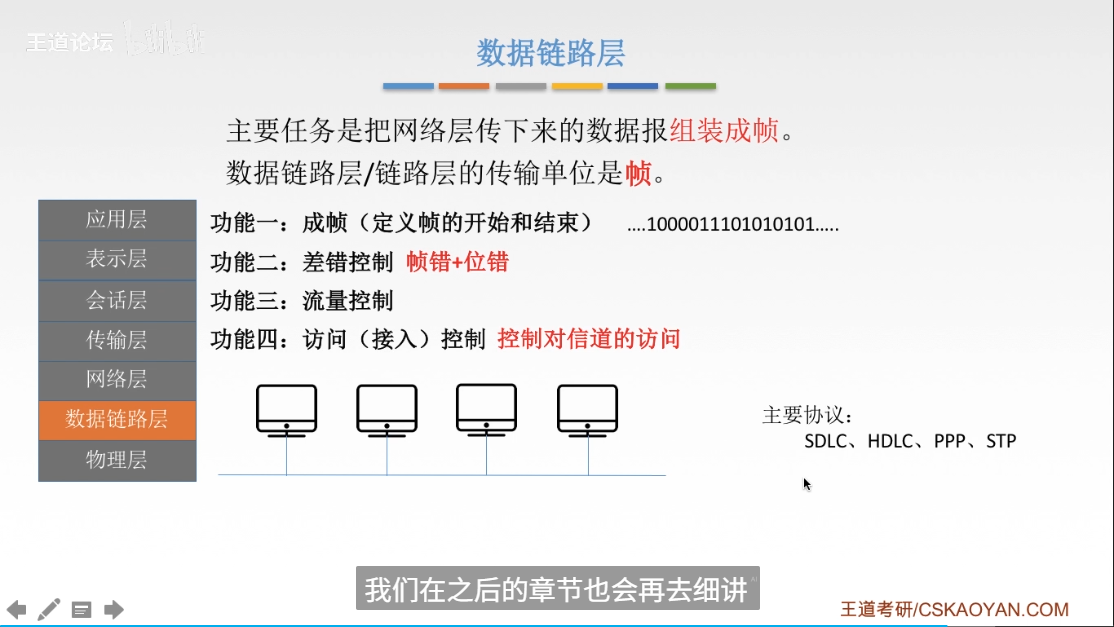 王道论坛
数据链路层
主要任务是把网络层传下来的数据报组装成帧。
数据链路层/链路层的传输单位是帧。
应用层
表示层
会话层
传输层
网络层
数据链路层
物理层
功能一：成帧（定义帧的开始和结束） ....1000011101010101.....
功能二：差错控制 帧错+位错
功能三：流量控制
功能四：访问（接入）控制 控制对信道的访问
主要协议：
SDLC、HDLC、PPP、STP
我们在之后的章节也会再去细讲
王道考研/CSKAOYAN.COM